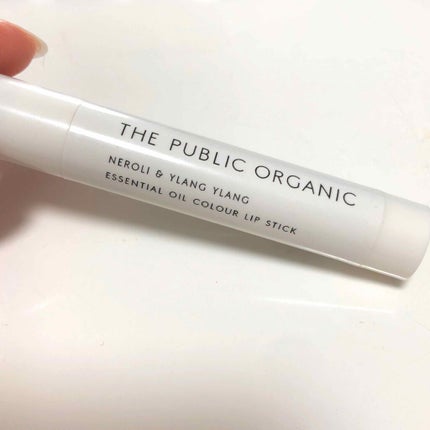 THE PUBLIC ORGANIC
NEROLI & YLANG YLANG
ESSENTIAL OIL COLOUR LIP STICK